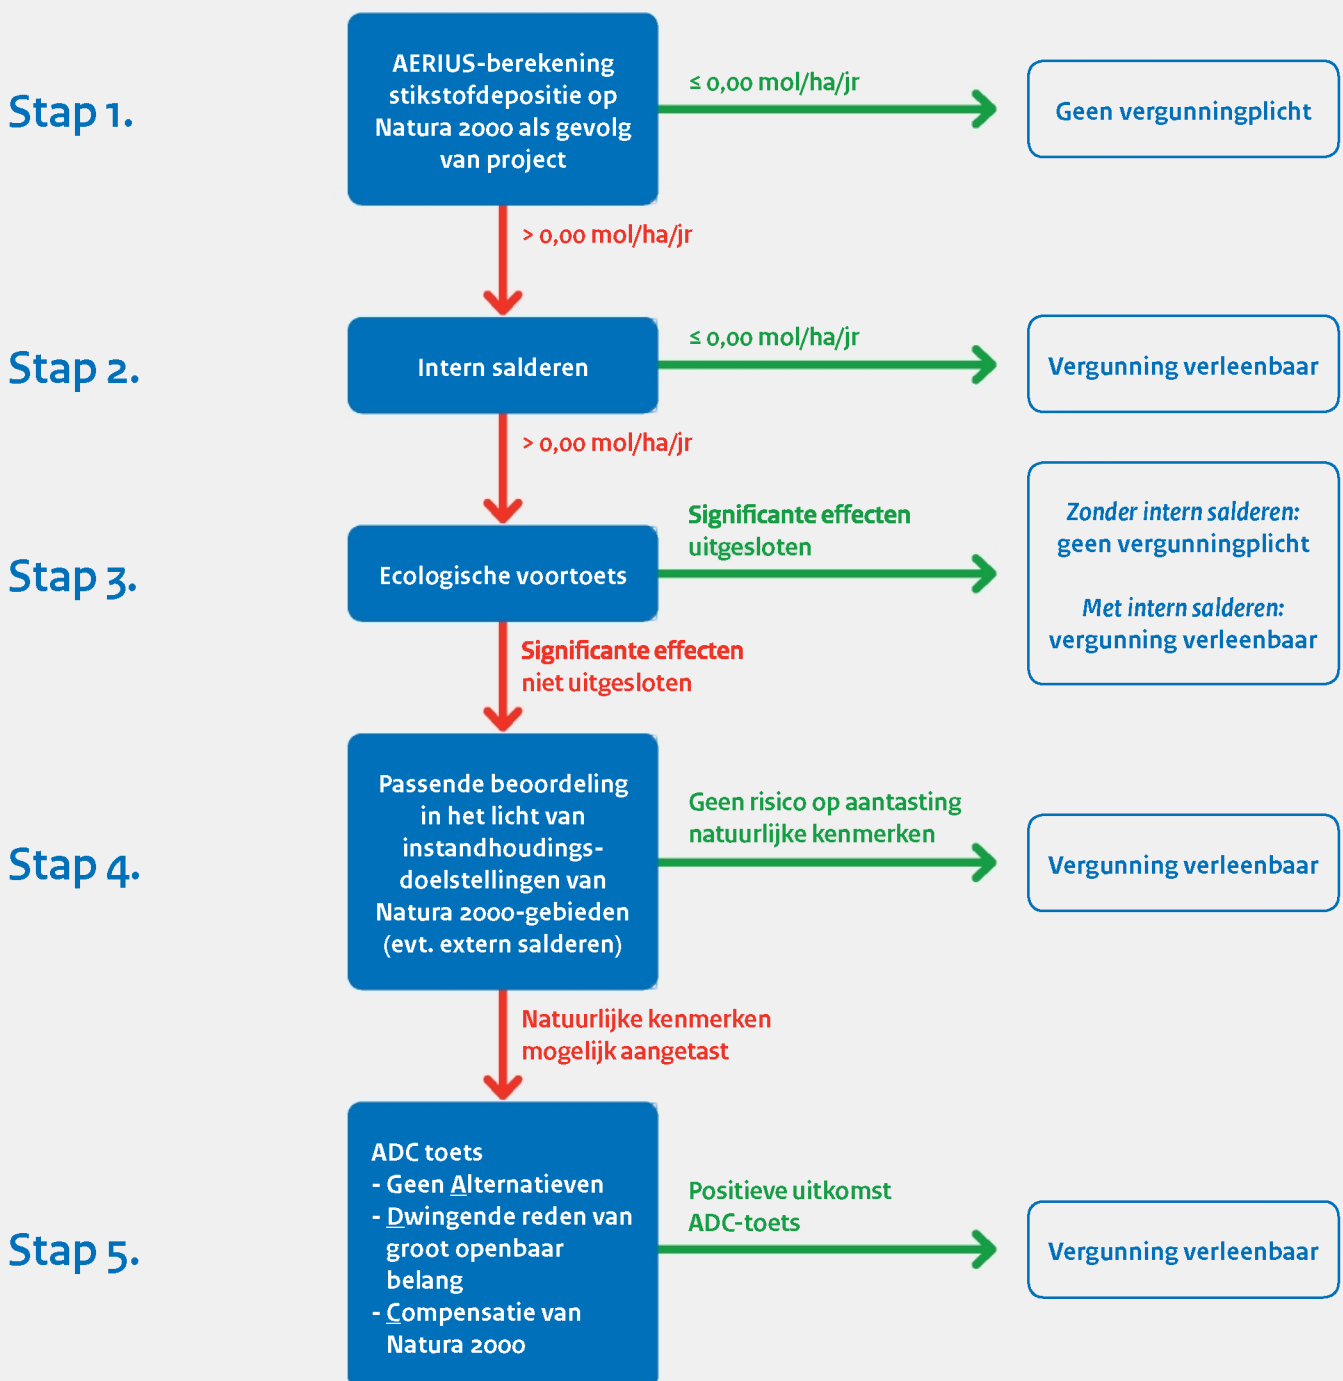 Stap 1.
AERIUS-berekening
stikstofdepositie op
Natura 2000 als gevolg
van project
≤ 0,00 mol/ha/jr
Geen vergunningplicht
> 0,00 mol/ha/jr
Stap 2.
Intern salderen
≤ 0,00 mol/ha/jr
Vergunning verleenbaar
> 0,00 mol/ha/jr
Stap 3.
Ecologische voortoets
Significante effecten
uitgesloten
Zonder intern salderen:
geen vergunningplicht
Met intern salderen:
vergunning verleenbaar
Significante effecten
niet uitgesloten
Stap 4.
Passende beoordeling
in het licht van
instandhoudings-
doelstellingen van
Natura 2000-gebieden
(evt. extern salderen)
Geen risico op aantasting
natuurlijke kenmerken
Vergunning verleenbaar
Natuurlijke kenmerken
mogelijk aangetast
Stap 5.
ADC toets
- Geen Alternatieven
- Dwingende reden van
groot openbaar
belang
- Compensatie van
Natura 2000
Positieve uitkomst
ADC-toets
Vergunning verleenbaar